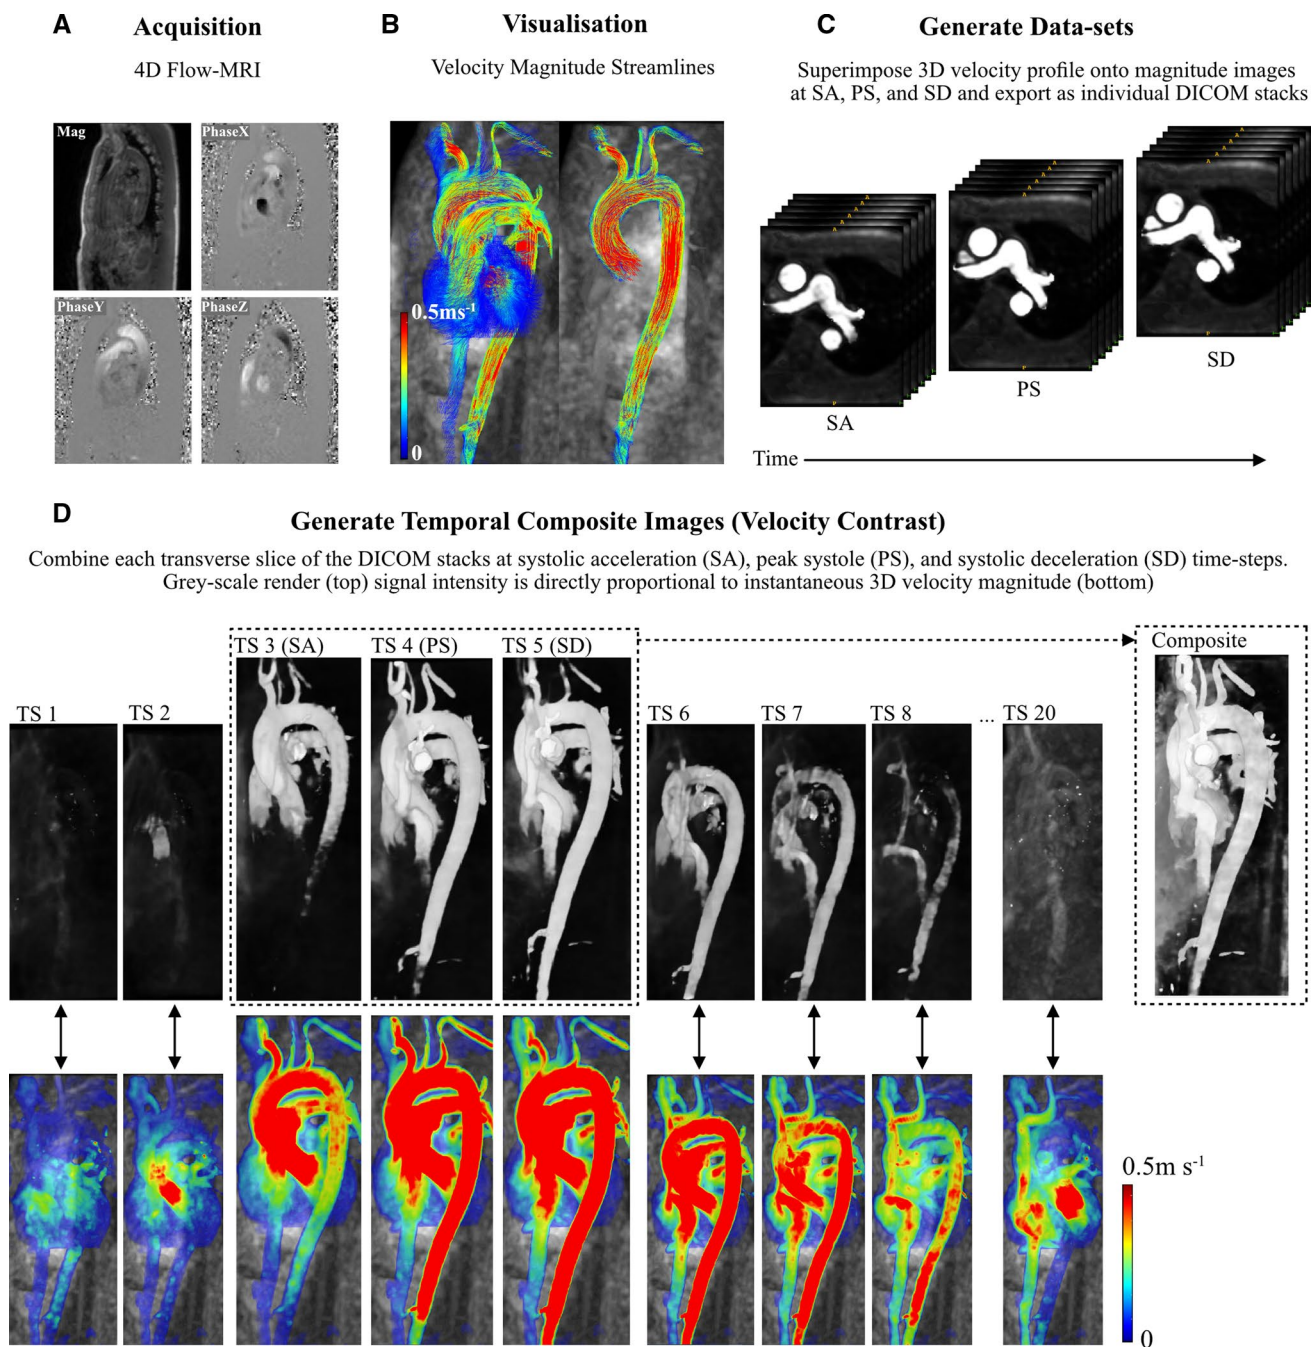 A Acquisition
4D Flow-MRI
Mag
PhaseX
PhaseY
PhaseZ
B Visualisation
Velocity Magnitude Streamlines
0.5ms-1
0
C Generate Data-sets
Superimpose 3D velocity profile onto magnitude images
at SA, PS, and SD and export as individual DICOM stacks
SA
PS
SD
Time
D
Generate Temporal Composite Images (Velocity Contrast)
Combine each transverse slice of the DICOM stacks at systolic acceleration (SA), peak systole (PS), and systolic deceleration (SD) time-steps.
Grey-scale render (top) signal intensity is directly proportional to instantaneous 3D velocity magnitude (bottom)
TS 1
TS 2
TS 3 (SA)
TS 4 (PS)
TS 5 (SD)
TS 6
TS 7
TS 8
...
TS 20
Composite
0.5m s-1
0